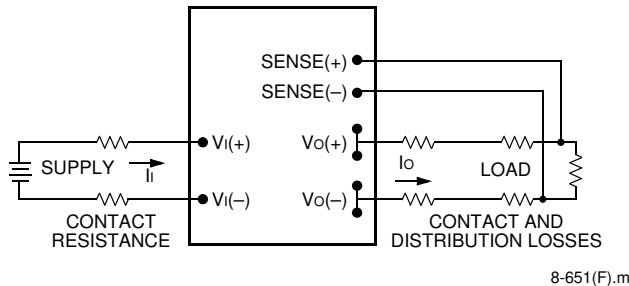 SENSE(+)
SENSE(–)
VI(+)
VO(+)
SUPPLY
II
IO
LOAD
VI(–)
VO(–)
CONTACT
RESISTANCE
CONTACT AND
DISTRIBUTION LOSSES
8-651(F).m